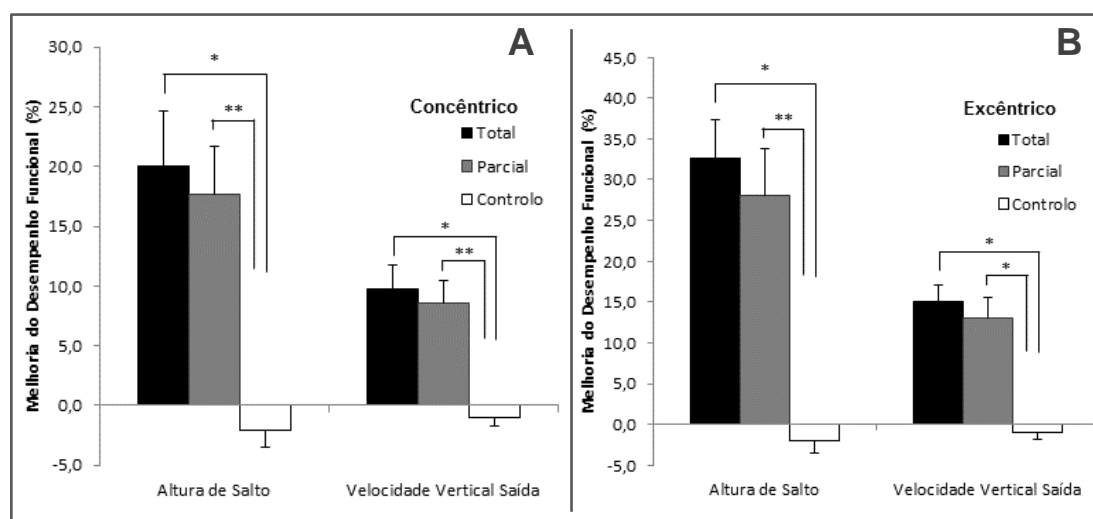 A
Melhoria do Desempenho Funcional (%)
30,0
25,0
20,0
15,0
10,0
5,0
0,0
-5,0
*
**
*
**
Concêntrico
Total
Parcial
Controlo
Altura de Salto
Velocidade Vertical Saída
B
Melhoria do Desempenho Funcional (%)
45,0
40,0
35,0
30,0
25,0
20,0
15,0
10,0
5,0
0,0
-5,0
*
**
*
*
Excêntrico
Total
Parcial
Controlo
Altura de Salto
Velocidade Vertical Saída